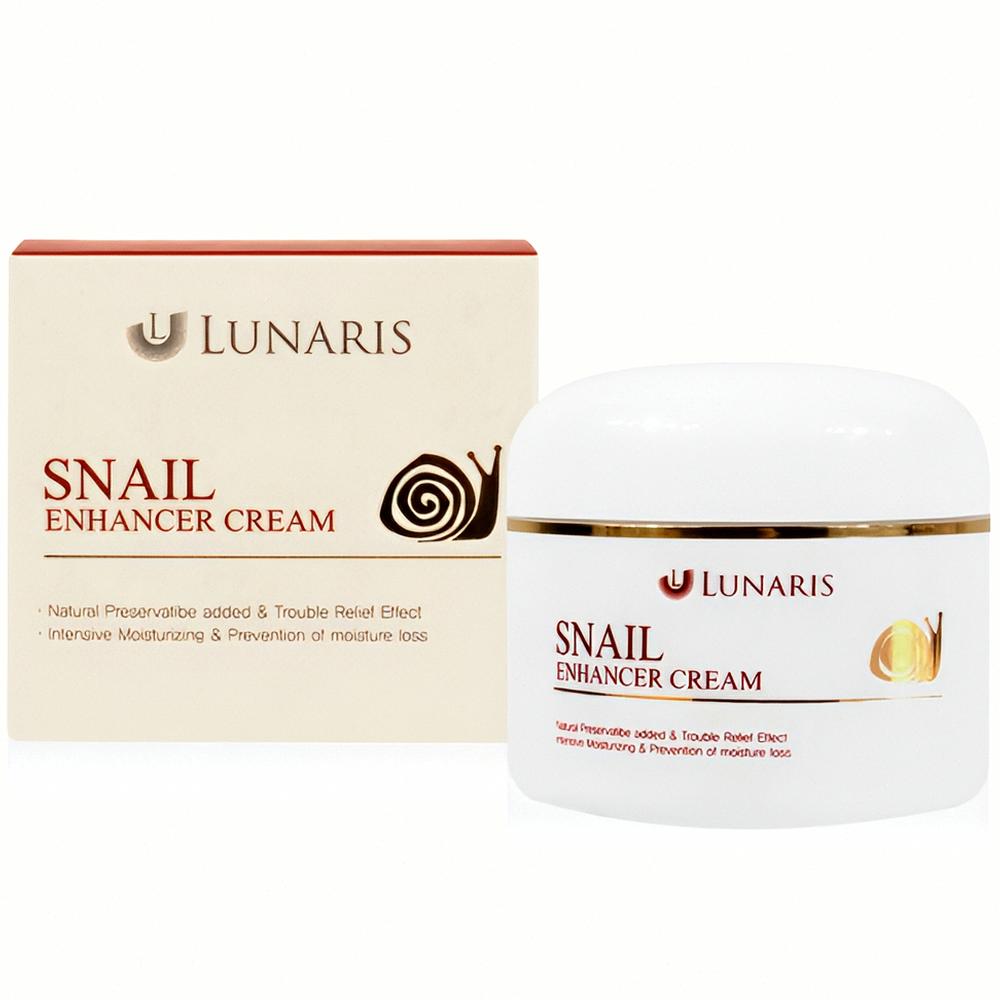 LUNARIS
SNAIL
ENHANCER CREAM
· Natural Preservatibe added & Trouble Relief Effect
· Intensive Moisturizing & Prevention of moisture loss
LUNARIS
SNAIL
ENHANCER CREAM
Natural Preservatibe added & Trouble Relief Effect
Intensive Moisturizing & Prevention of moisture loss